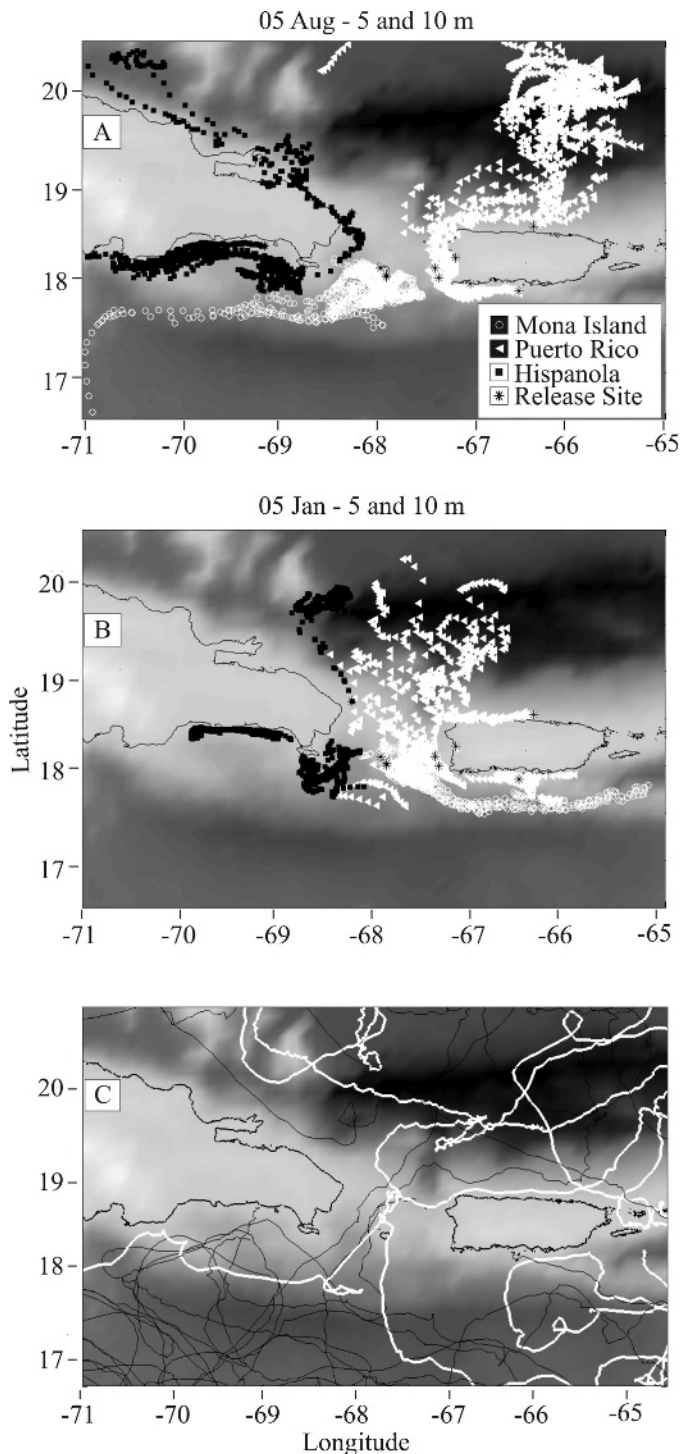 05 Aug - 5 and 10 m
20
A
19
18
17
Mona Island
Puerto Rico
Hispanola
Release Site
-71 -70 -69 -68 -67 -66 -65
05 Jan - 5 and 10 m
20
B
19
18
17
Latitude
-71 -70 -69 -68 -67 -66 -65
20
C
19
18
17
-71 -70 -69 -68 -67 -66 -65
Longitude